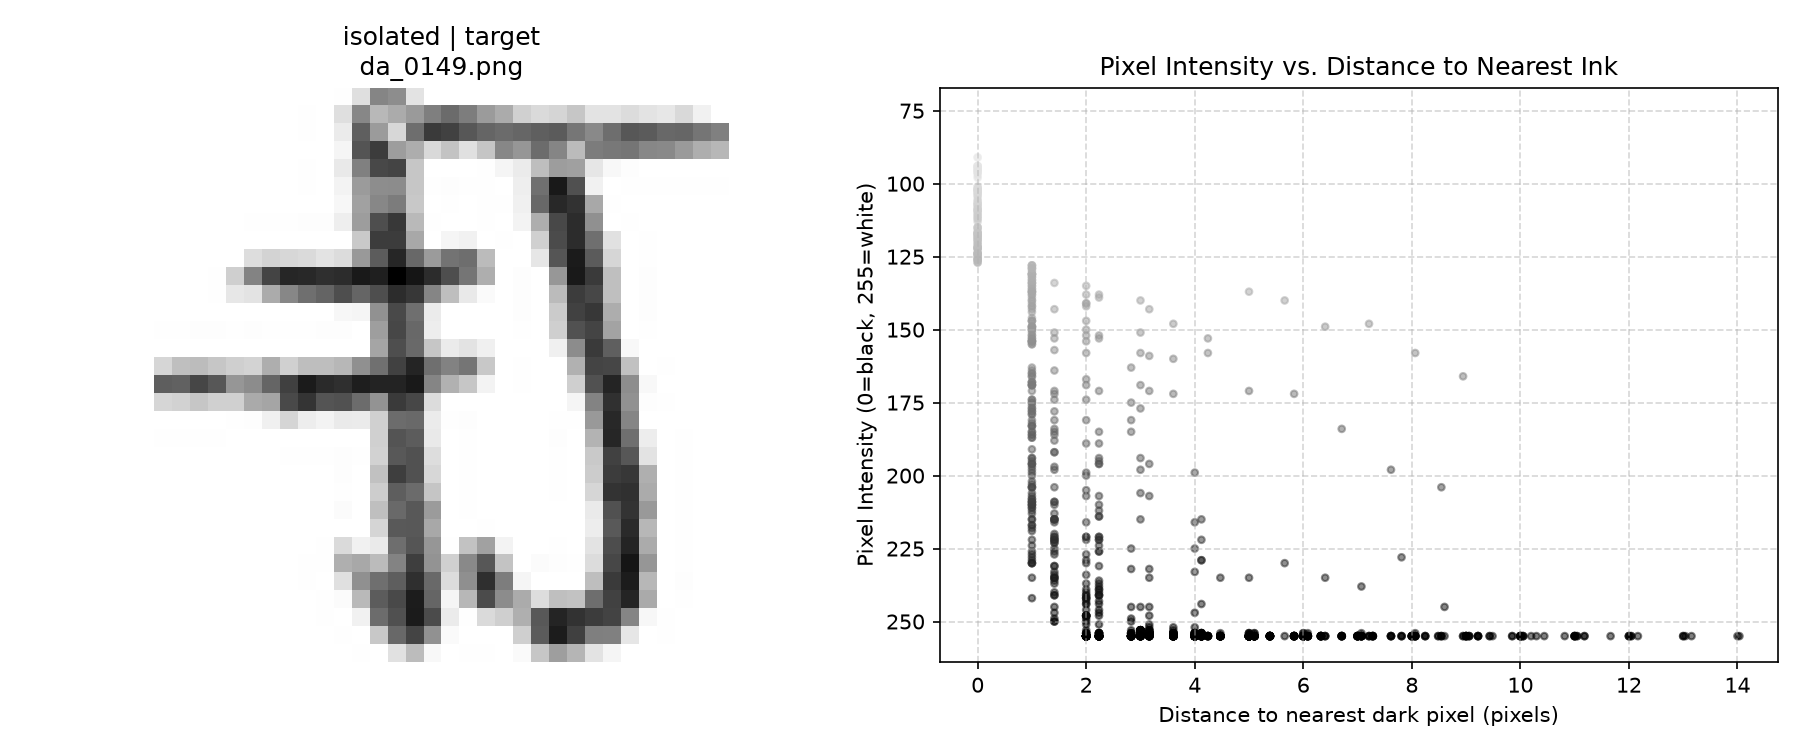 isolated | target
da_0149.png
打
Pixel Intensity vs. Distance to Nearest Ink
Pixel Intensity (0=black, 255=white)
75
100
125
150
175
200
225
250
0 2 4 6 8 10 12 14
Distance to nearest dark pixel (pixels)